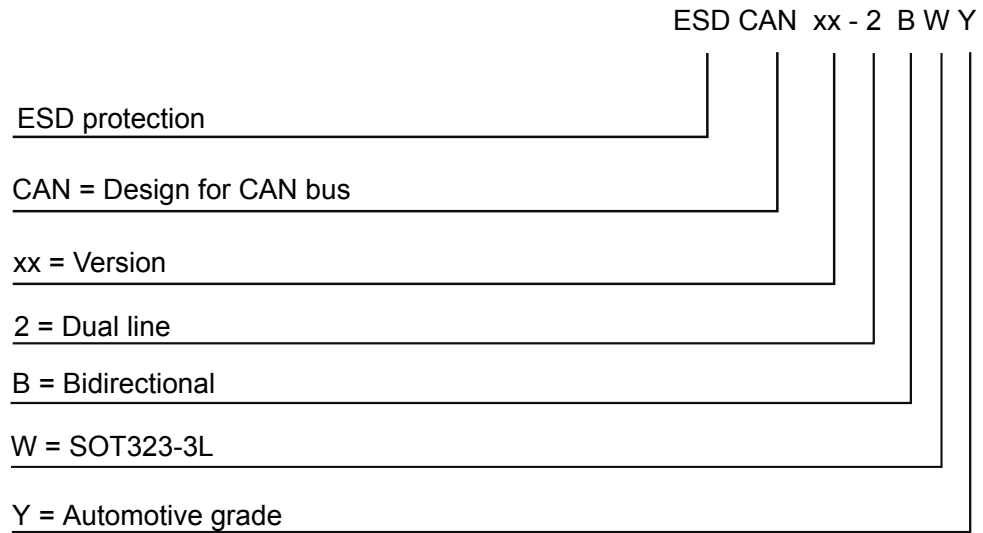 ESD CAN xx - 2 B W Y
ESD protection
CAN = Design for CAN bus
xx = Version
2 = Dual line
B = Bidirectional
W = SOT323-3L
Y = Automotive grade